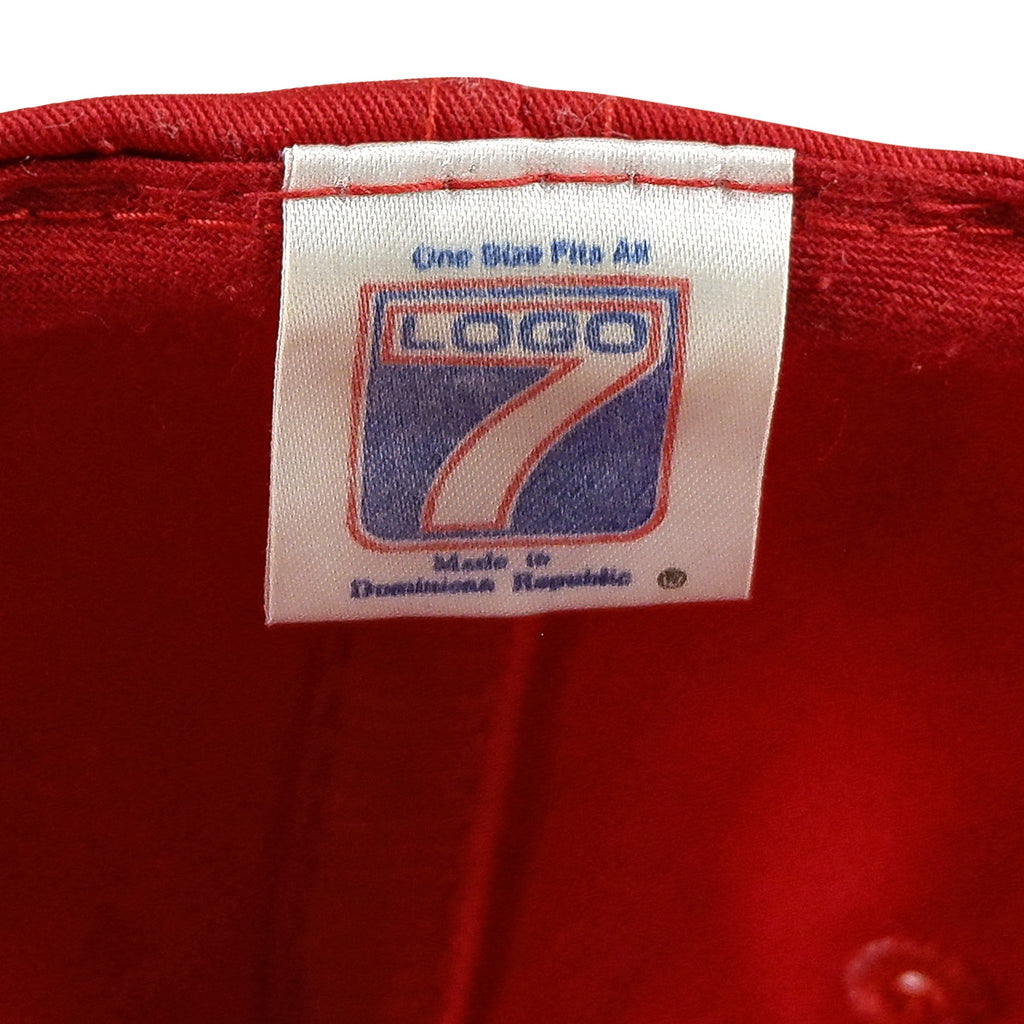 One Size Fits All
LOGO
7
Made in
Dominican Republic